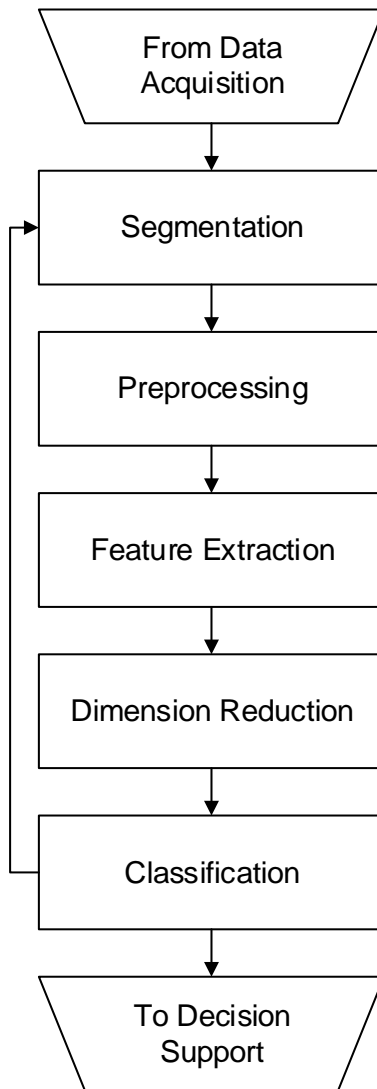 From Data
Acquisition
Segmentation
Preprocessing
Feature Extraction
Dimension Reduction
Classification
To Decision
Support